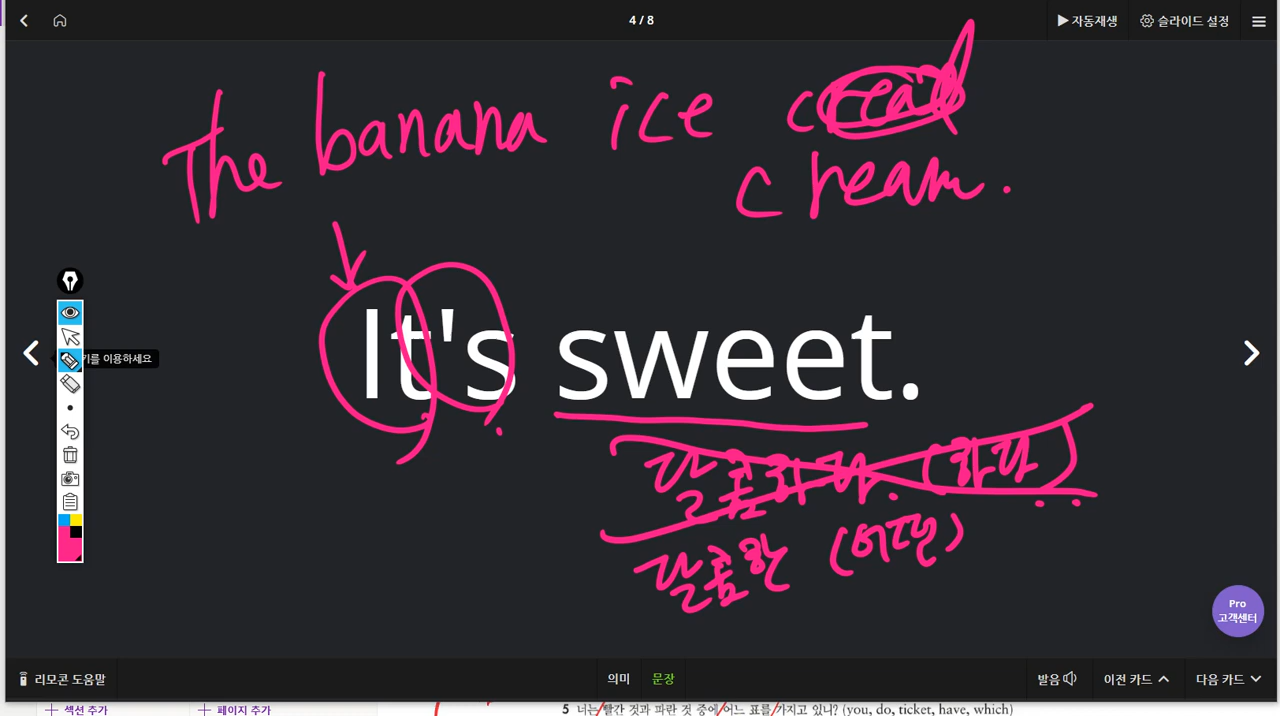 4 / 8
▶ 자동재생
슬라이드 설정
The banana ice
cream.
It's sweet.
키를 이용하세요
달콤하다. (하다)
달콤한 (어떤)
Pro
고객센터
리모콘 도움말
의미
문장
발음
이전 카드
다음 카드
섹션 추가
페이지 추가
5 너는 빨간 것과 파란 것 중에 어느 표를 가지고 있니? (you, do, ticket, have, which)